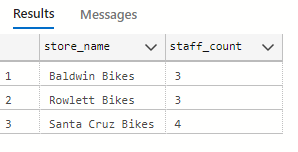 Results Messages
store_name staff_count
1 Baldwin Bikes 3
2 Rowlett Bikes 3
3 Santa Cruz Bikes 4